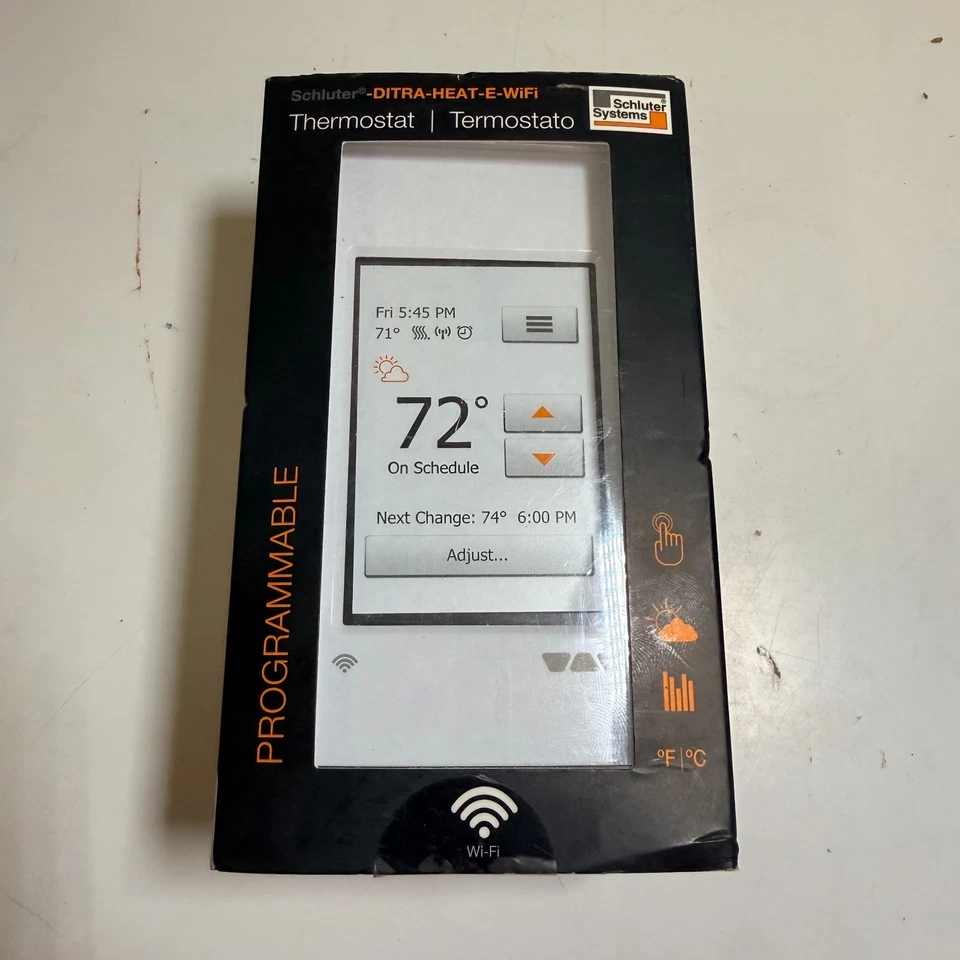 Schluter®-DITRA-HEAT-E-WiFi
Thermostat | Termostato
Schluter®
Systems
Fri 5:45 PM
71°
72°
On Schedule
Next Change: 74° 6:00 PM
Adjust...
PROGRAMMABLE
°F|°C
Wi-Fi